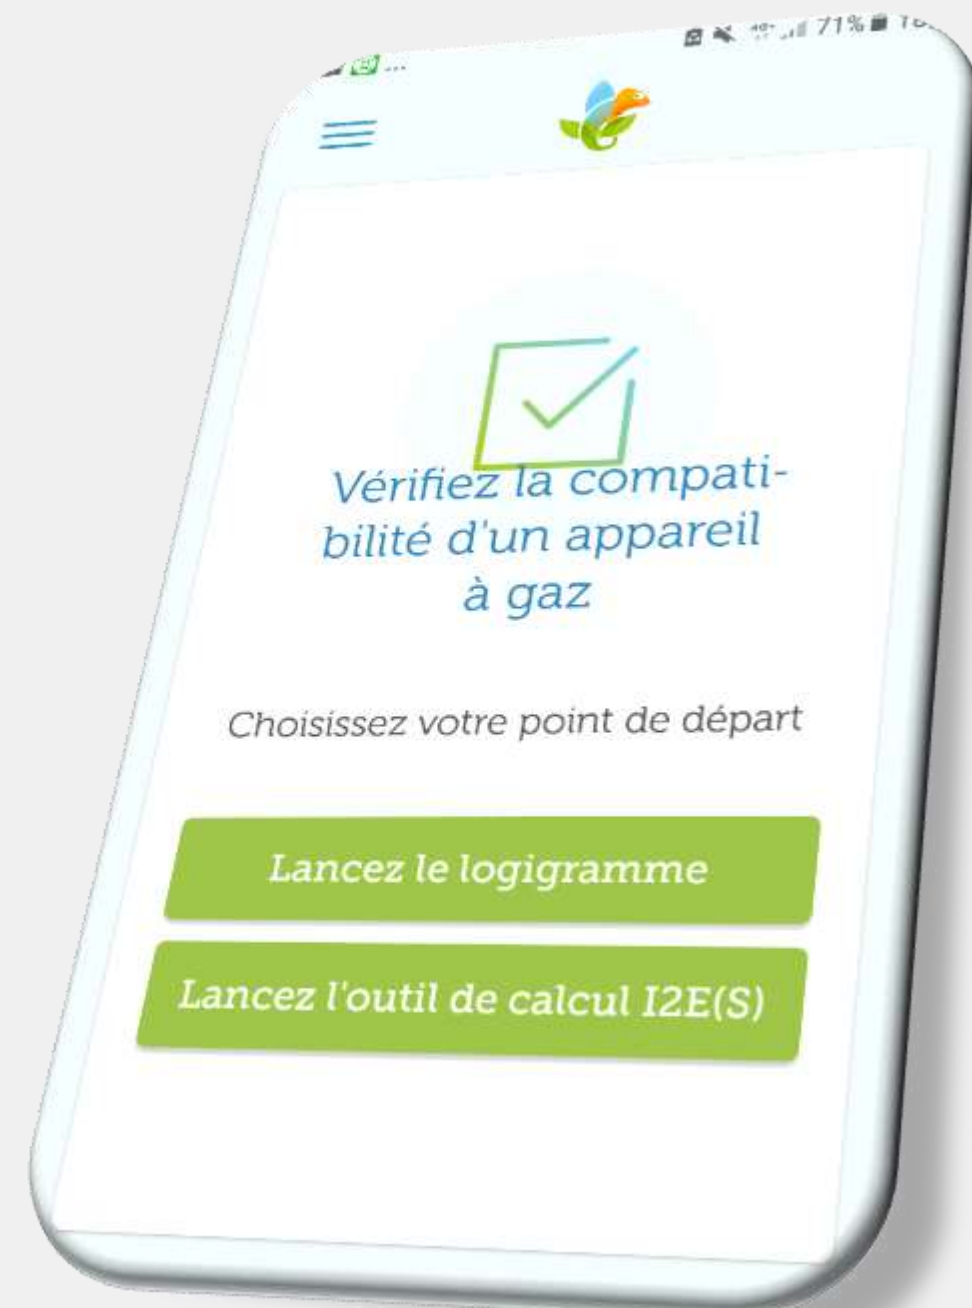 71%
Vérifiez la compati-
bilité d'un appareil
à gaz
Choisissez votre point de départ
Lancez le logigramme
Lancez l'outil de calcul I2E(S)